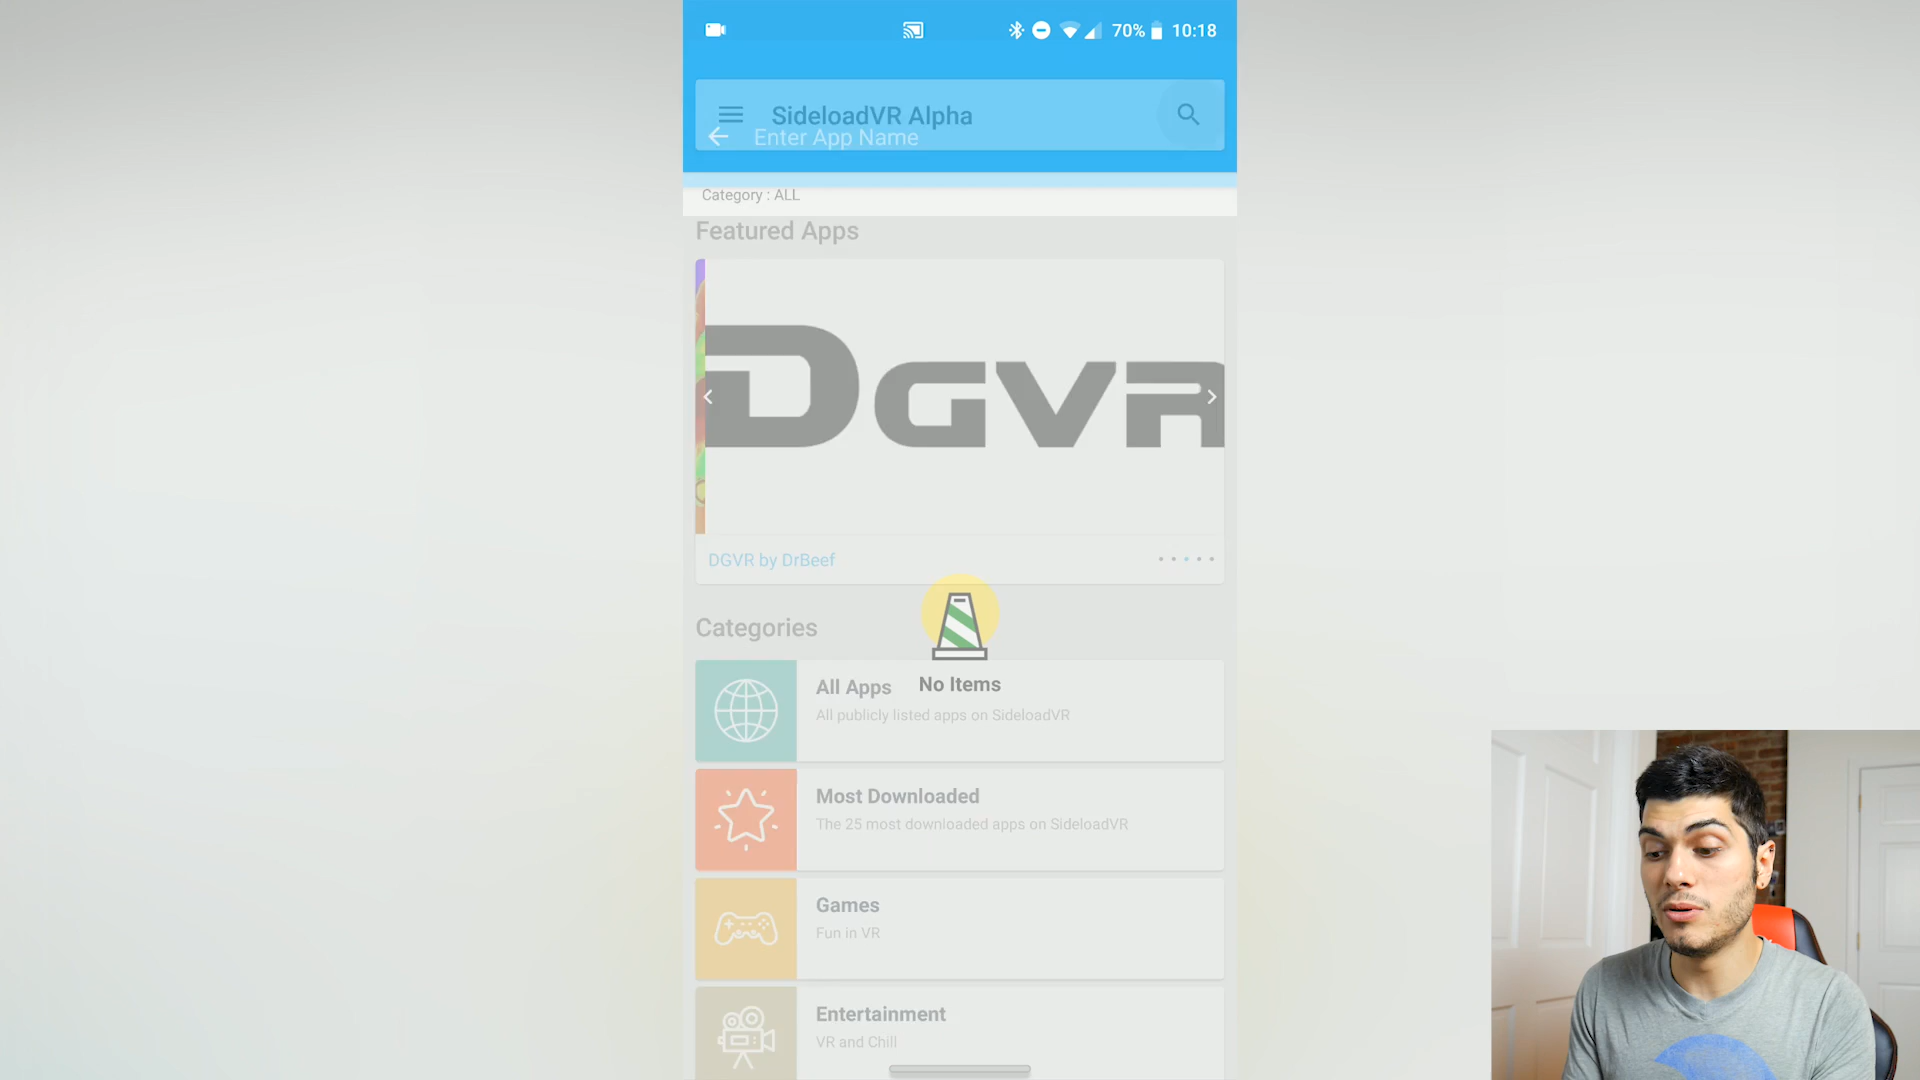 70% 10:18
SideloadVR Alpha
Enter App Name
Category : ALL
Featured Apps
DGVR
DGVR by DrBeef
Categories
No Items
All Apps
All publicly listed apps on SideloadVR
Most Downloaded
The 25 most downloaded apps on SideloadVR
Games
Fun in VR
Entertainment
VR and Chill